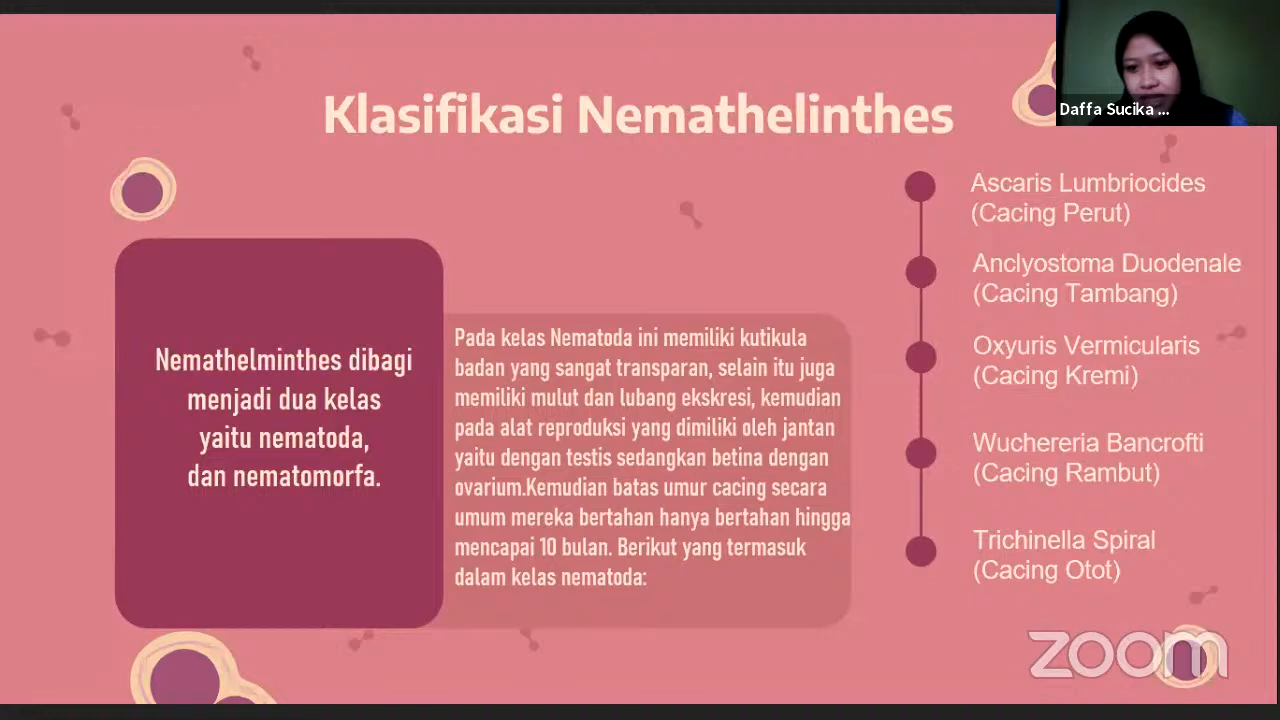 Klasifikasi Nemathelinthes
Daffa Sucika ...
Nemathelminthes dibagi
menjadi dua kelas
yaitu nematoda,
dan nematomorfa.
Pada kelas Nematoda ini memiliki kutikula
badan yang sangat transparan, selain itu juga
memiliki mulut dan lubang ekskresi, kemudian
pada alat reproduksi yang dimiliki oleh jantan
yaitu dengan testis sedangkan betina dengan
ovarium.Kemudian batas umur cacing secara
umum mereka bertahan hanya bertahan hingga
mencapai 10 bulan. Berikut yang termasuk
dalam kelas nematoda:
Ascaris Lumbriocides
(Cacing Perut)
Anclyostoma Duodenale
(Cacing Tambang)
Oxyuris Vermicularis
(Cacing Kremi)
Wuchereria Bancrofti
(Cacing Rambut)
Trichinella Spiral
(Cacing Otot)
zoom